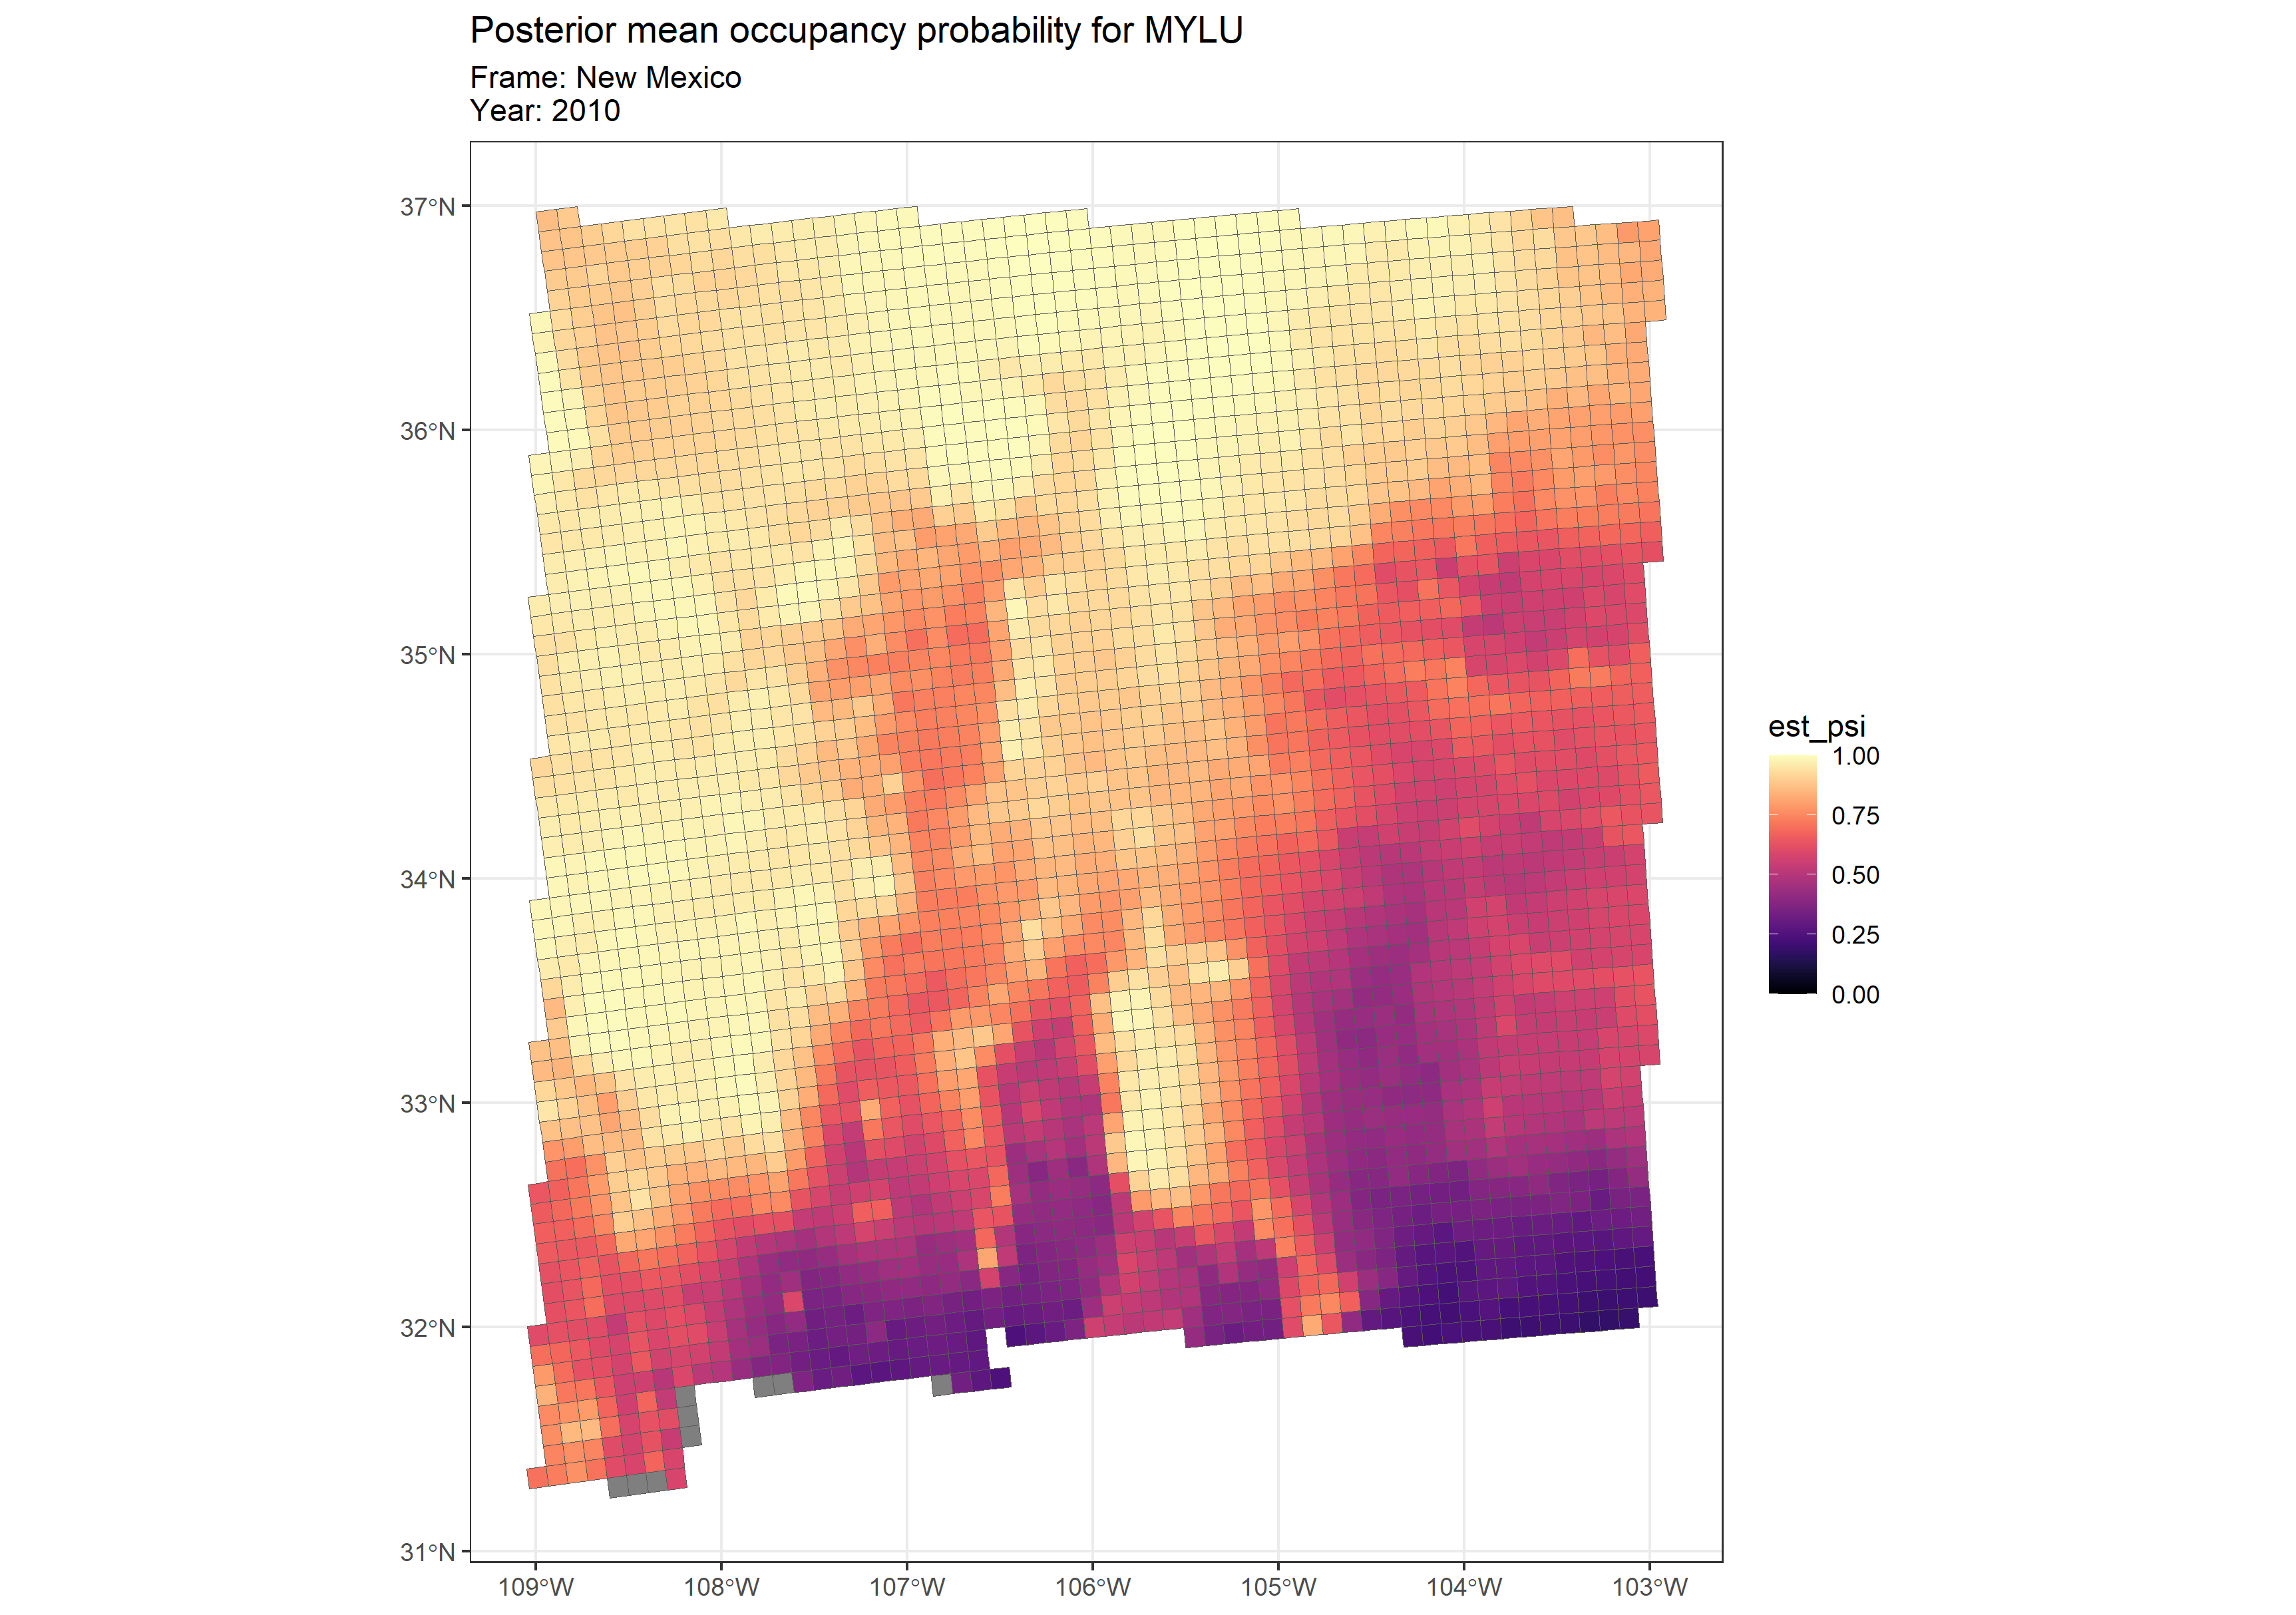 Posterior mean occupancy probability for MYLU
Frame: New Mexico
Year: 2010
37°N
36°N
35°N
34°N
33°N
32°N
31°N
109°W
108°W
107°W
106°W
105°W
104°W
103°W
est_psi
1.00
0.75
0.50
0.25
0.00